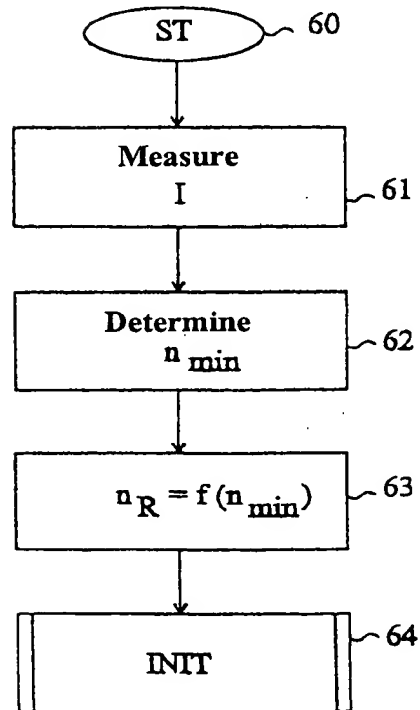 ST
60
Measure
I
61
Determine
n min
62
n R = f (n min)
63
INIT
64